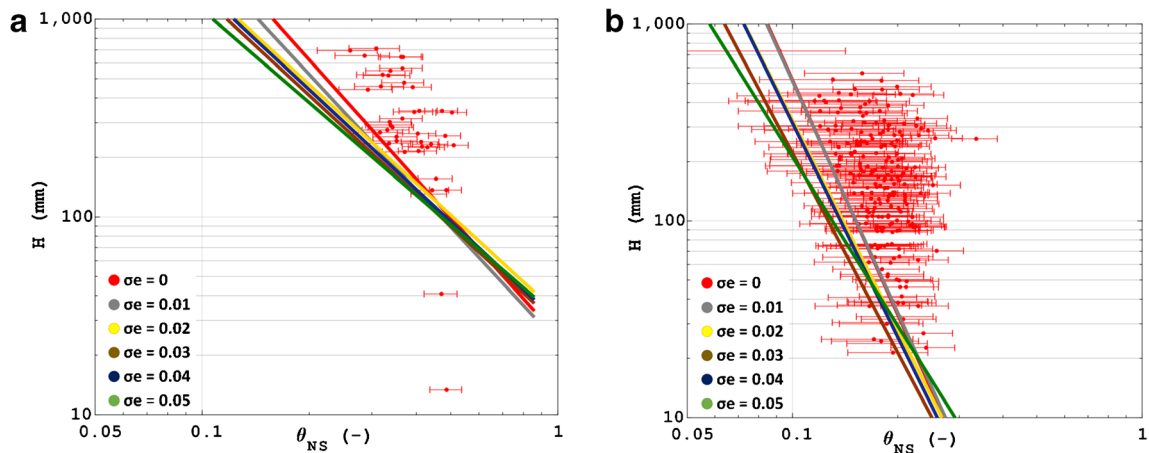 a
1,000
100
10
H (mm)
σe = 0
σe = 0.01
σe = 0.02
σe = 0.03
σe = 0.04
σe = 0.05
0.05
0.1
1
θNS (-)
b
1,000
100
10
H (mm)
σe = 0
σe = 0.01
σe = 0.02
σe = 0.03
σe = 0.04
σe = 0.05
0.05
0.1
1
θNS (-)